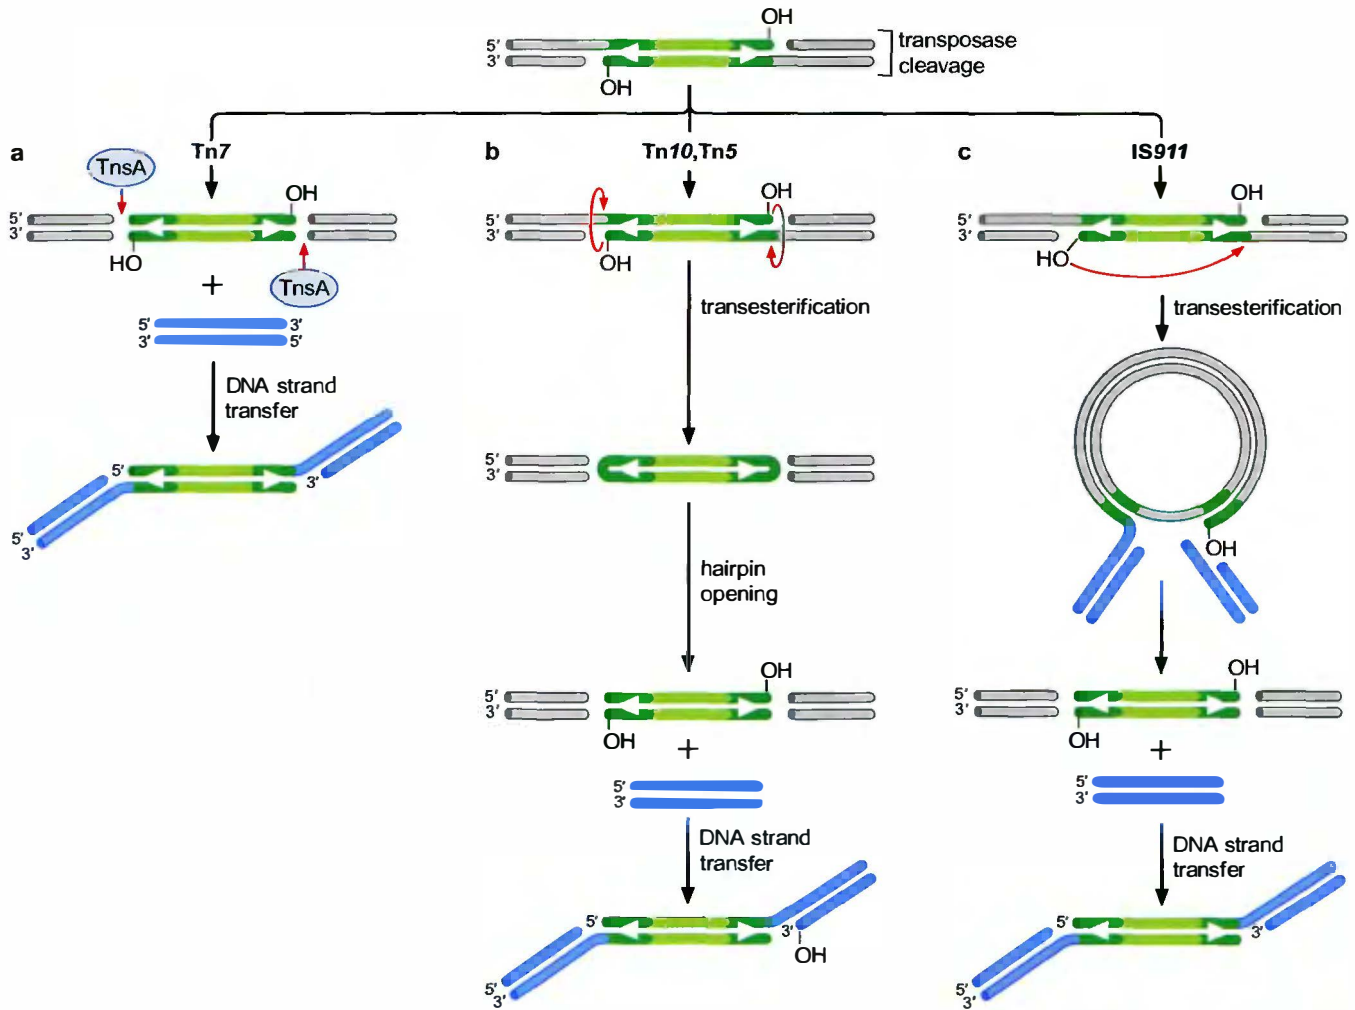 OH
5'
3'
transposase
cleavage
OH
a
Tn7
b
Tn10,Tn5
c
IS911
TnsA
OH
5'
3'
HO
TnsA
+
5' 3'
3' 5'
DNA strand
transfer
5'
3'
5'
3'
OH
5'
3'
OH
transesterification
5'
3'
hairpin
opening
OH
5'
3'
OH
+
5'
3'
DNA strand
transfer
5'
3'
OH
5'
3'
OH
5'
3'
HO
transesterification
OH
OH
5'
3'
OH
+
5'
3'
DNA strand
transfer
5'
3'
5'
3'